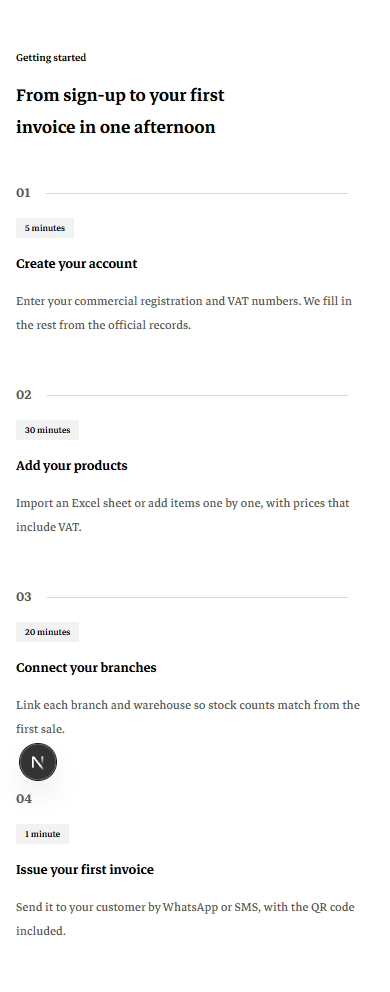 Getting started
From sign-up to your first
invoice in one afternoon
01
5 minutes
Create your account
Enter your commercial registration and VAT numbers. We fill in
the rest from the official records.
02
30 minutes
Add your products
Import an Excel sheet or add items one by one, with prices that
include VAT.
03
20 minutes
Connect your branches
Link each branch and warehouse so stock counts match from the
first sale.
N
04
1 minute
Issue your first invoice
Send it to your customer by WhatsApp or SMS, with the QR code
included.